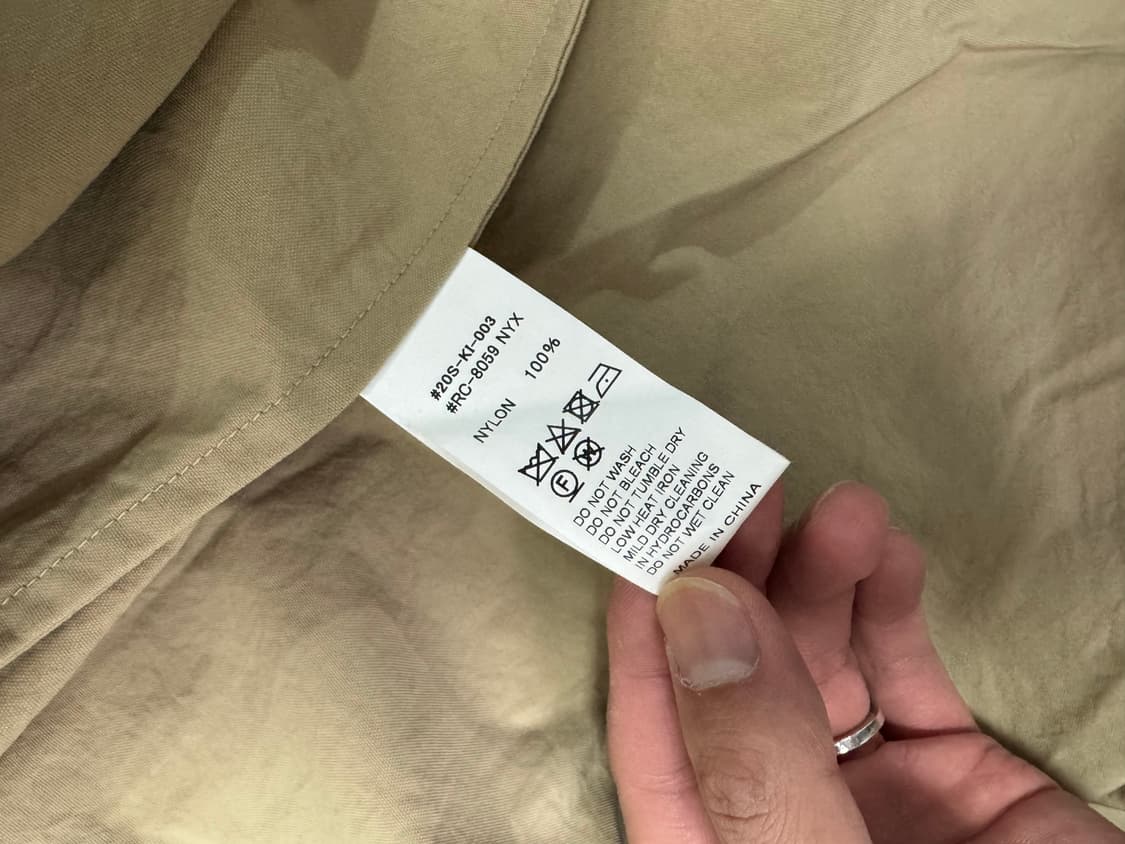 #20S-KI-003
#RC-8059 NYX
NYLON 100%
F W
DO NOT WASH
DO NOT BLEACH
DO NOT TUMBLE DRY
LOW HEAT IRON
MILD DRY CLEANING
IN HYDROCARBONS
DO NOT WET CLEAN
MADE IN CHINA